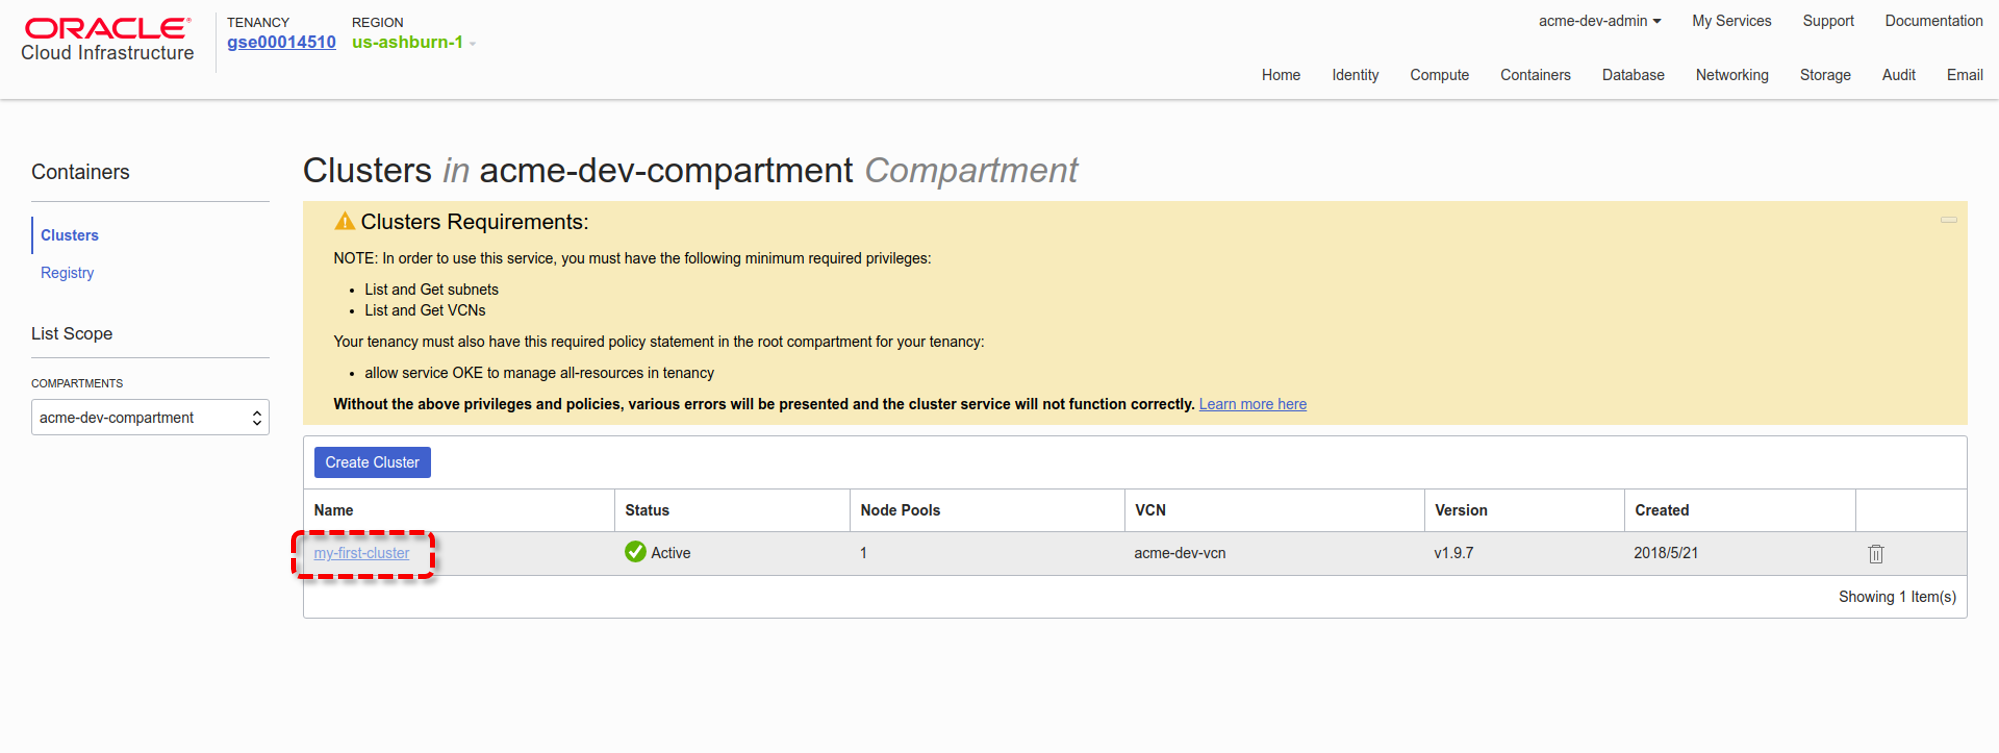 ORACLE
Cloud Infrastructure
TENANCY
gse00014510
REGION
us-ashburn-1
acme-dev-admin
My Services
Support
Documentation
Home
Identity
Compute
Containers
Database
Networking
Storage
Audit
Email
Containers
Clusters
Registry
List Scope
COMPARTMENTS
acme-dev-compartment
Clusters in acme-dev-compartment Compartment
Clusters Requirements:
NOTE: In order to use this service, you must have the following minimum required privileges:
• List and Get subnets
• List and Get VCNs
Your tenancy must also have this required policy statement in the root compartment for your tenancy:
• allow service OKE to manage all-resources in tenancy
Without the above privileges and policies, various errors will be presented and the cluster service will not function correctly. Learn more here
Create Cluster
Name Status Node Pools VCN Version Created
my-first-cluster Active 1 acme-dev-vcn v1.9.7 2018/5/21
Showing 1 Item(s)